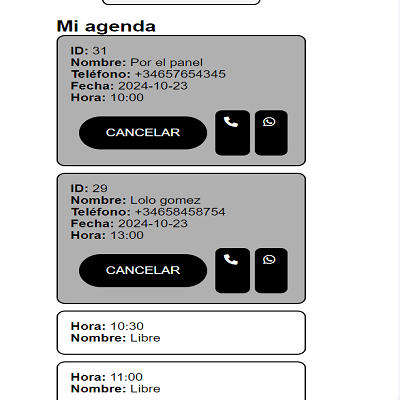 Mi agenda
ID: 31
Nombre: Por el panel
Teléfono: +34657654345
Fecha: 2024-10-23
Hora: 10:00
CANCELAR
ID: 29
Nombre: Lolo gomez
Teléfono: +34658458754
Fecha: 2024-10-23
Hora: 13:00
CANCELAR
Hora: 10:30
Nombre: Libre
Hora: 11:00
Nombre: Libre